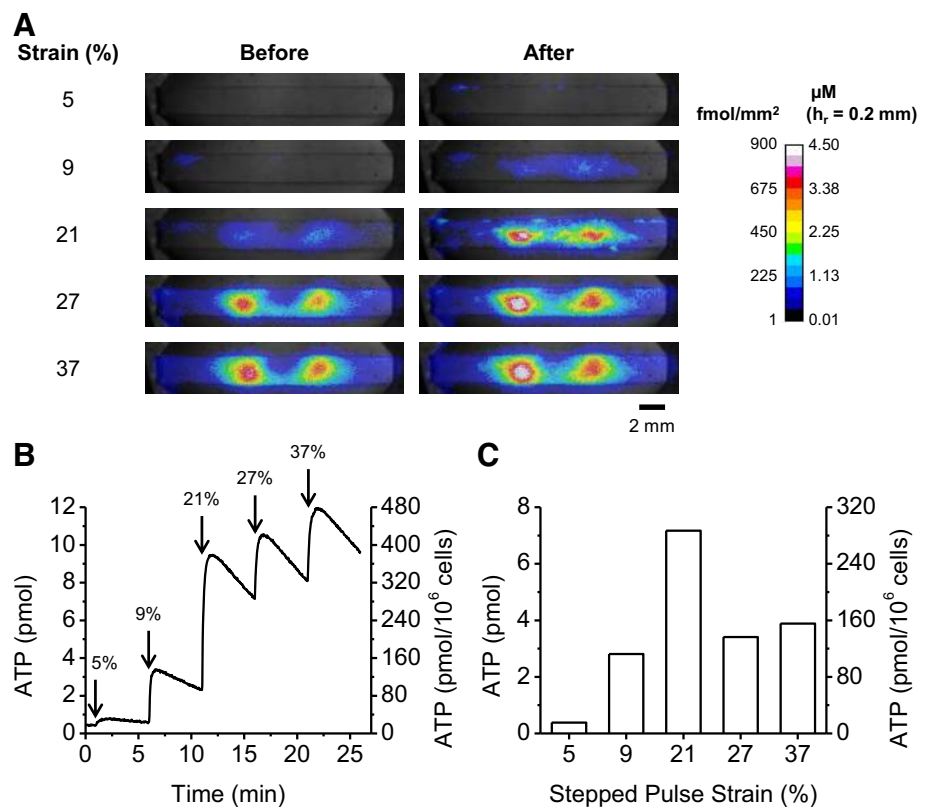 A
Strain (%) Before After
5
9
21
27
37
fmol/mm² µM (hᵣ = 0.2 mm)
900 4.50
675 3.38
450 2.25
225 1.13
1 0.01
2 mm
B
ATP (pmol)
12
10
8
6
4
2
0
5%
9%
21%
27%
37%
480
400
320
240
160
80
0
ATP (pmol/10⁶ cells)
0 5 10 15 20 25
Time (min)
C
ATP (pmol)
8
6
4
2
0
320
240
160
80
0
ATP (pmol/10⁶ cells)
5 9 21 27 37
Stepped Pulse Strain (%)